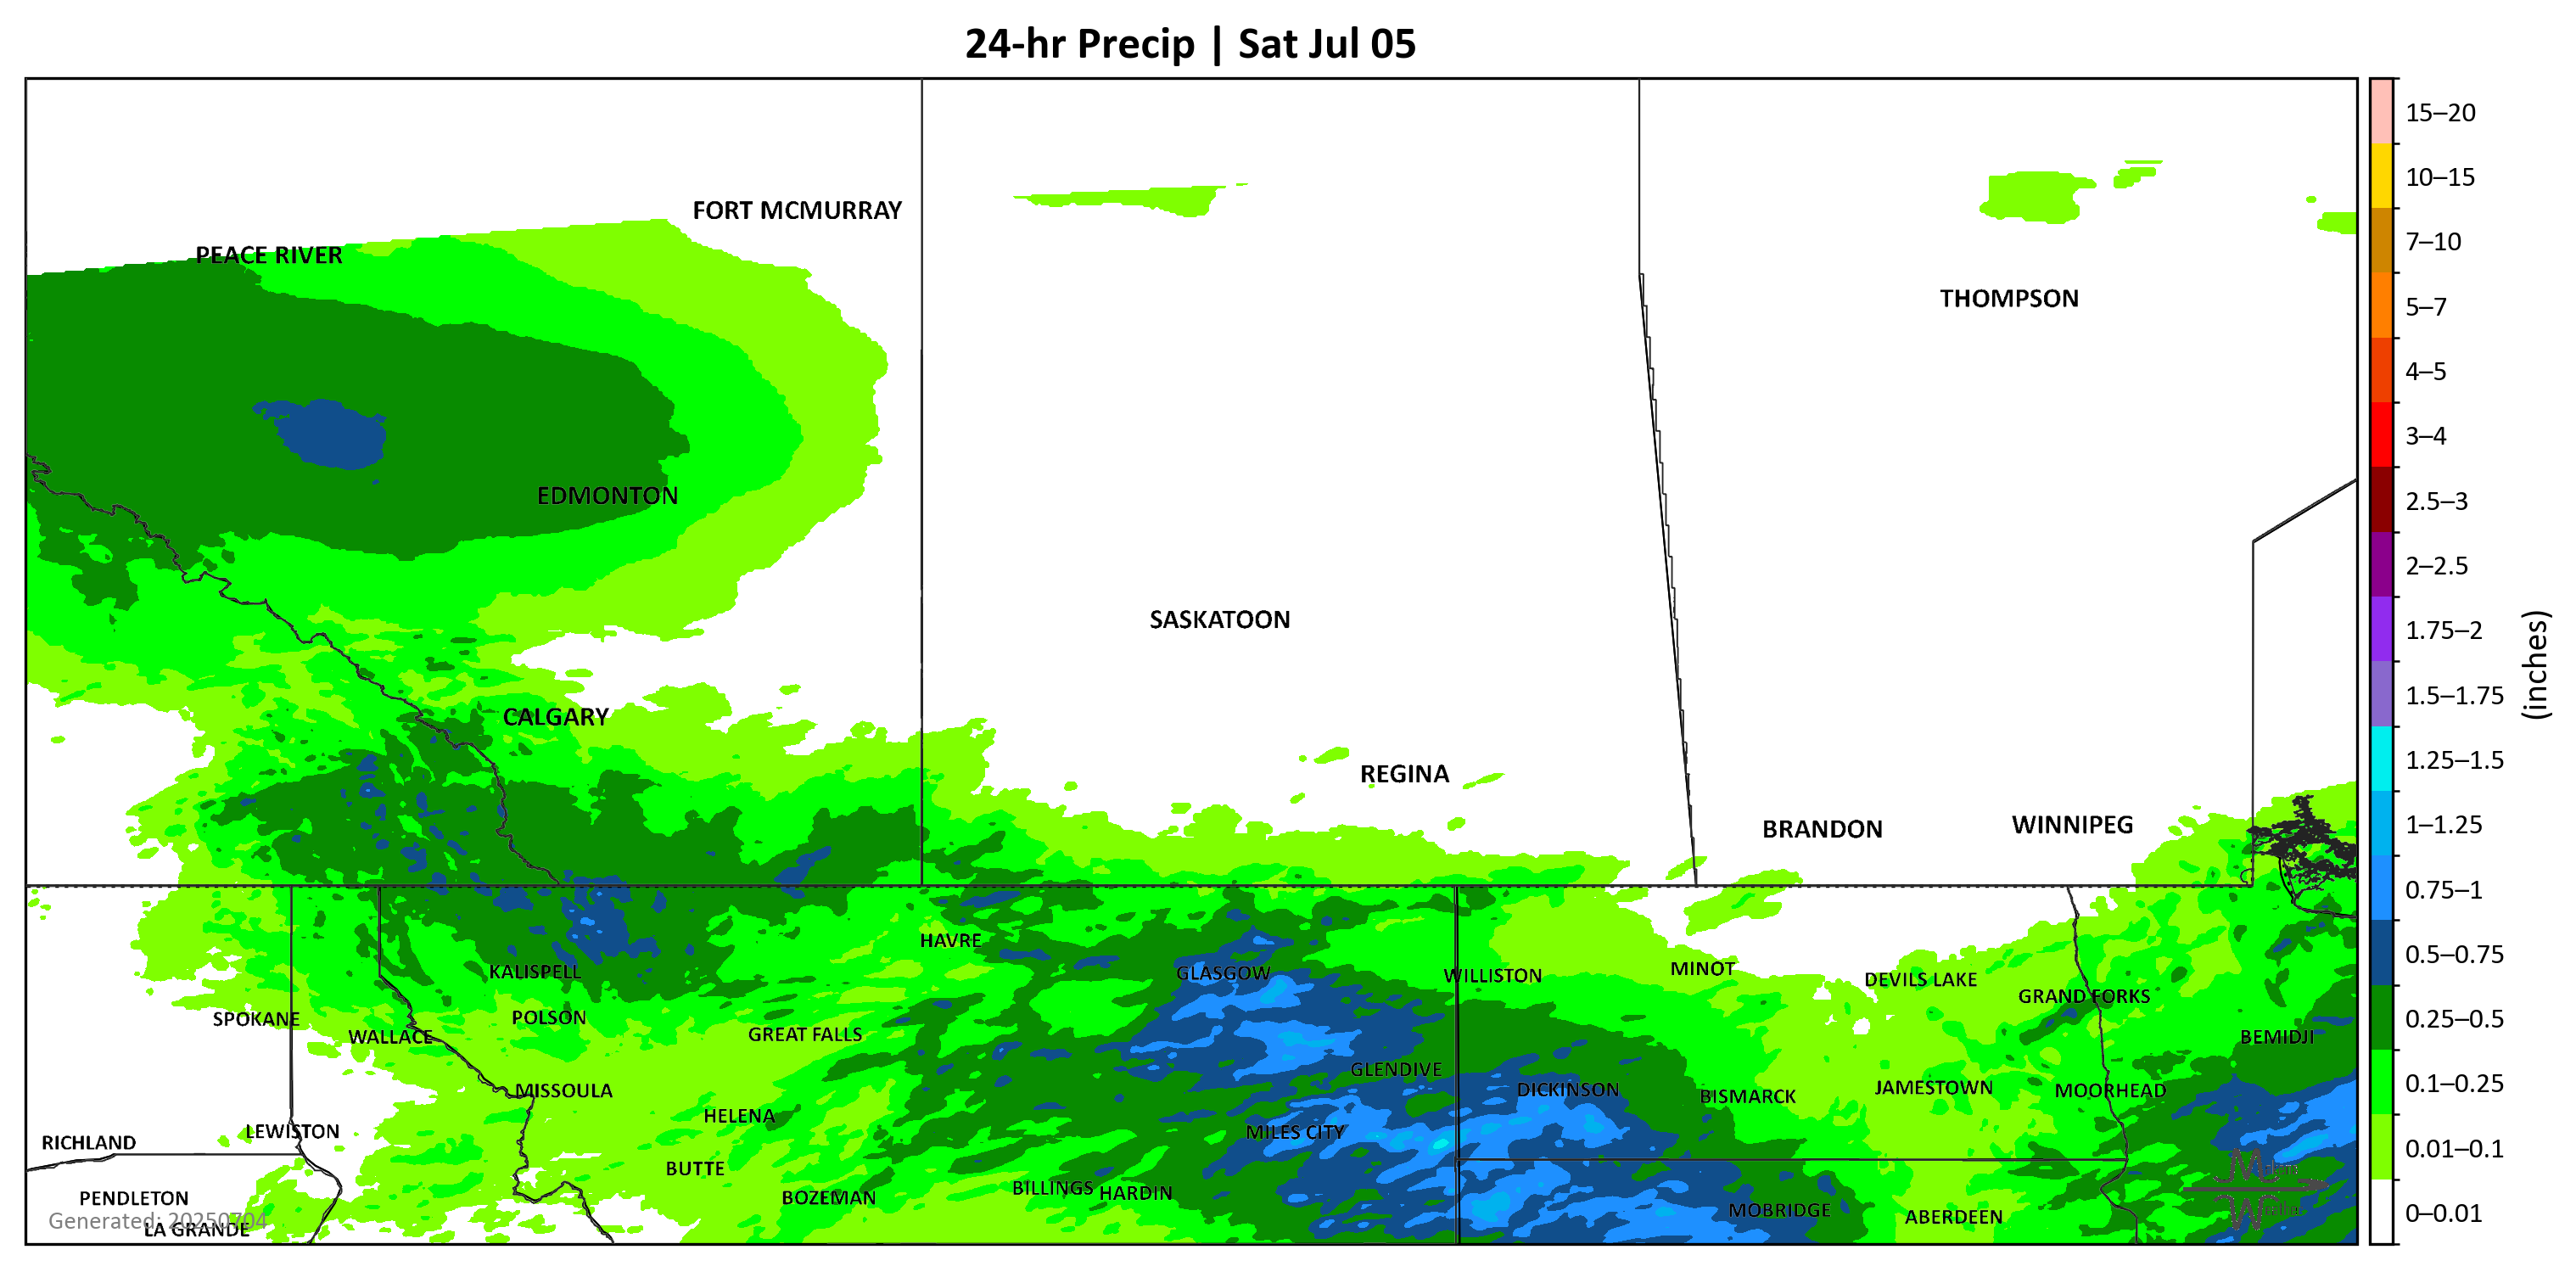 24-hr Precip | Sat Jul 05
15–20
10–15
7–10
5–7
4–5
3–4
2.5–3
2–2.5
1.75–2
1.5–1.75
1.25–1.5
1–1.25
0.75–1
0.5–0.75
0.25–0.5
0.1–0.25
0.01–0.1
0–0.01
(inches)
FORT MCMURRAY
PEACE RIVER
THOMPSON
EDMONTON
SASKATOON
CALGARY
REGINA
WINNIPEG
BRANDON
HAVRE
KALISPELL
GLASGOW
WILLISTON
MINOT
DEVILS LAKE
GRAND FORKS
SPOKANE
POLSON
WALLACE
GREAT FALLS
BEMIDJI
GLENDIVE
MISSOULA
DICKINSON
BISMARCK
JAMESTOWN
MOORHEAD
HELENA
RICHLAND
LEWISTON
MILES CITY
BUTTE
PENDLETON
BOZEMAN
BILLINGS
HARDIN
MOBRIDGE
ABERDEEN
Generated: 20250704
LA GRANDE